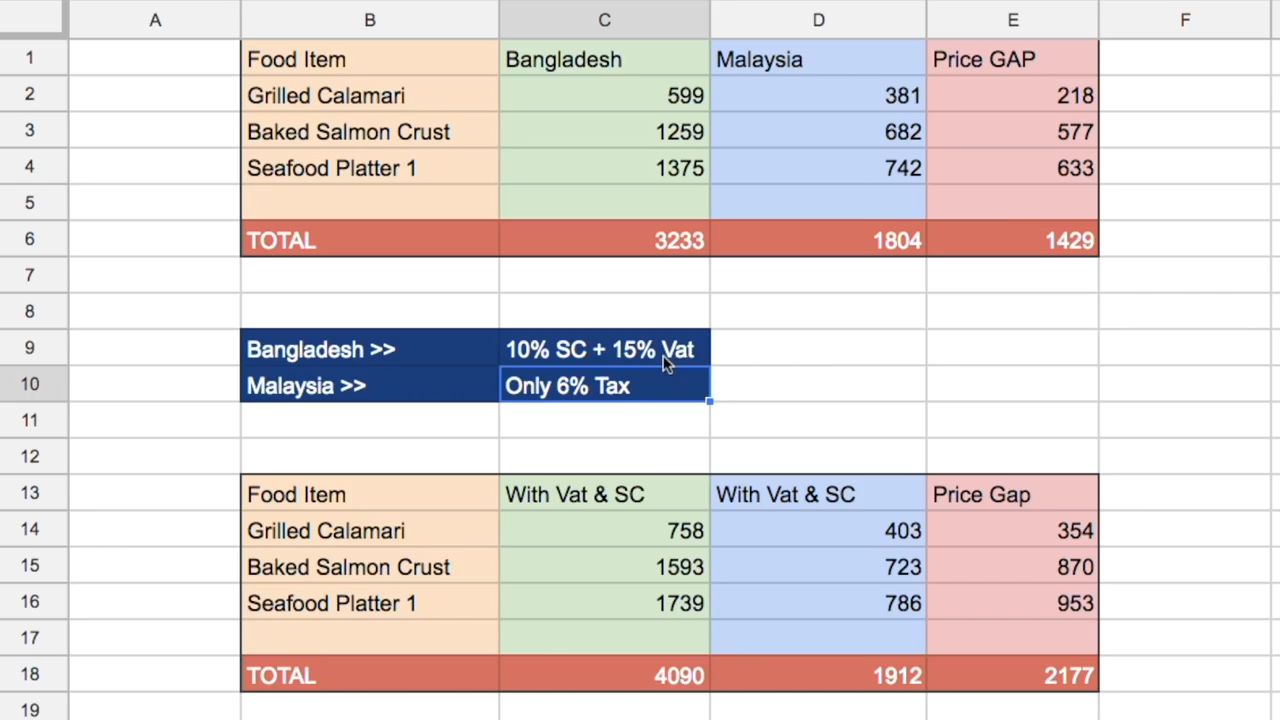 A B C D E F
1 Food Item Bangladesh Malaysia Price GAP
2 Grilled Calamari 599 381 218
3 Baked Salmon Crust 1259 682 577
4 Seafood Platter 1 1375 742 633
5
6 TOTAL 3233 1804 1429
7
8
9 Bangladesh >> 10% SC + 15% Vat
10 Malaysia >> Only 6% Tax
11
12
13 Food Item With Vat & SC With Vat & SC Price Gap
14 Grilled Calamari 758 403 354
15 Baked Salmon Crust 1593 723 870
16 Seafood Platter 1 1739 786 953
17
18 TOTAL 4090 1912 2177
19